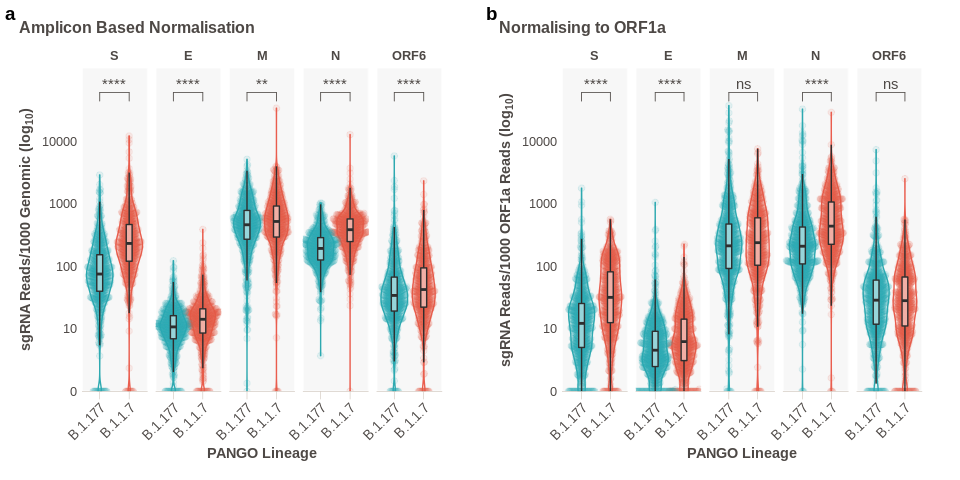 a
Amplicon Based Normalisation
S E M N ORF6
**** **** ** **** ****
sgRNA Reads/1000 Genomic (log10)
10000
1000
100
10
0
B.1.177 B.1.1.7 B.1.177 B.1.1.7 B.1.177 B.1.1.7 B.1.177 B.1.1.7 B.1.177 B.1.1.7
PANGO Lineage
b
Normalising to ORF1a
S E M N ORF6
**** **** ns **** ns
sgRNA Reads/1000 ORF1a Reads (log10)
10000
1000
100
10
0
B.1.177 B.1.1.7 B.1.177 B.1.1.7 B.1.177 B.1.1.7 B.1.177 B.1.1.7 B.1.177 B.1.1.7
PANGO Lineage